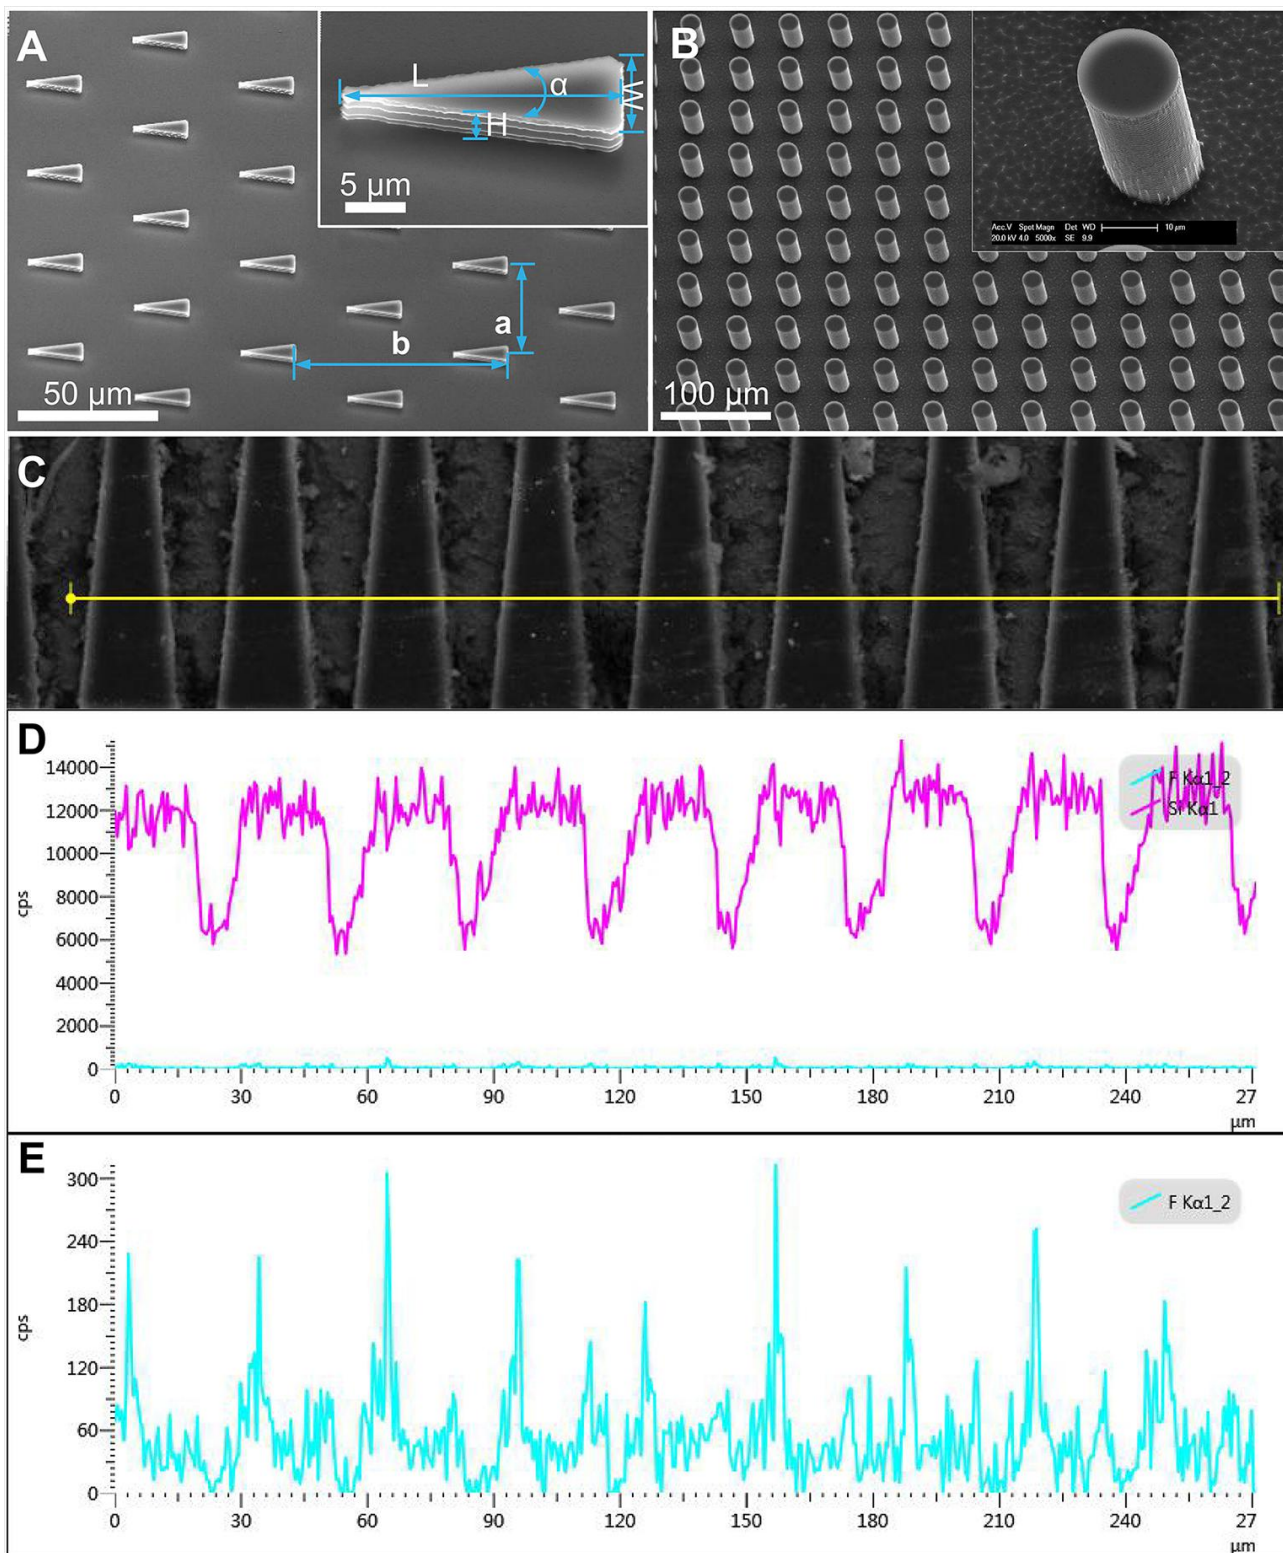 A
L
α
W
H
5 µm
a
b
50 µm
B
Acc.V Spot Magn Det WD 10 µm
20.0 kV 4.0 5000x SE 9.9
100 µm
C
D
14000
12000
10000
8000
6000
4000
2000
0
cps
F Kα1_2
Si Kα1
0 30 60 90 120 150 180 210 240 27
µm
E
300
240
180
120
60
0
cps
F Kα1_2
0 30 60 90 120 150 180 210 240 27
µm